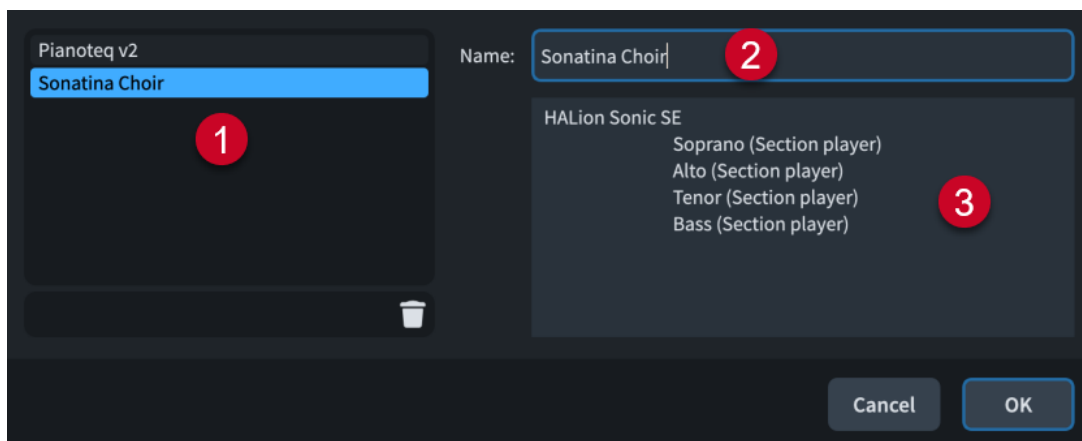 Pianoteq v2
Sonatina Choir
1
Name:
Sonatina Choir
2
HALion Sonic SE
Soprano (Section player)
Alto (Section player)
Tenor (Section player)
Bass (Section player)
3
Cancel
OK